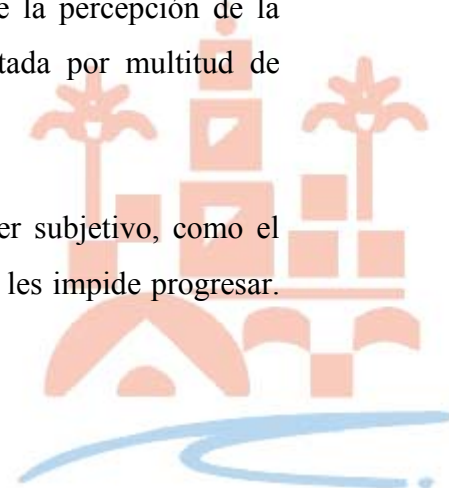 e la percepción de la
tada por multitud de
er subjetivo, como el
les impide progresar.